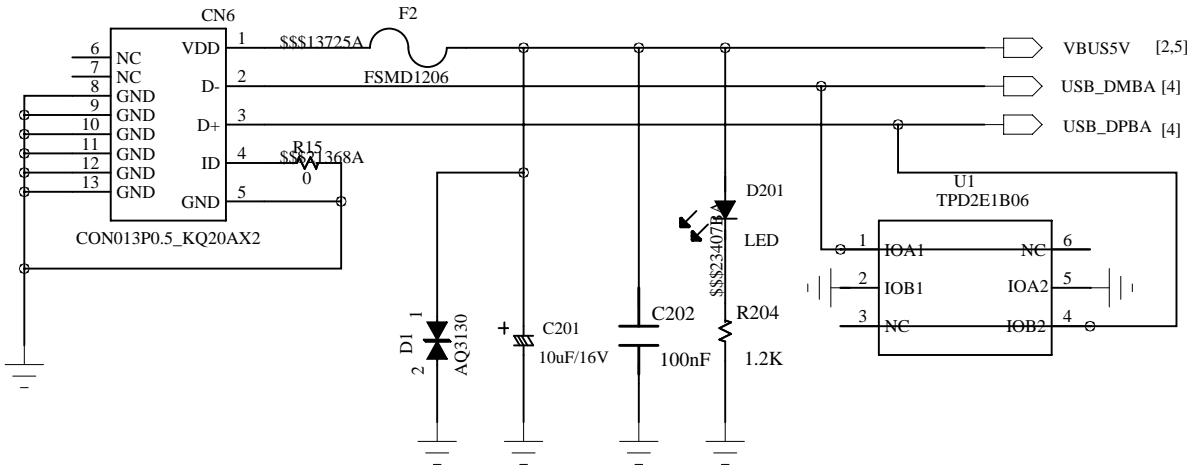 CN6
F2
VDD
1
$$$13725A
FSMD1206
VBUS5V [2,5]
6
NC
7
NC
D-
2
USB_DMBA [4]
8
GND
9
GND
D+
3
USB_DPBA [4]
10
GND
11
GND
ID
4
R15
$$$21368A
0
12
GND
13
GND
GND
5
CON013P0.5_KQ20AX2
D201
LED
$$$23407BA
U1
TPD2E1B06
1
IOA1
NC
6
2
IOB1
IOA2
5
3
NC
IOB2
4
D1
1
2
AQ3130
+
C201
10uF/16V
C202
100nF
R204
1.2K